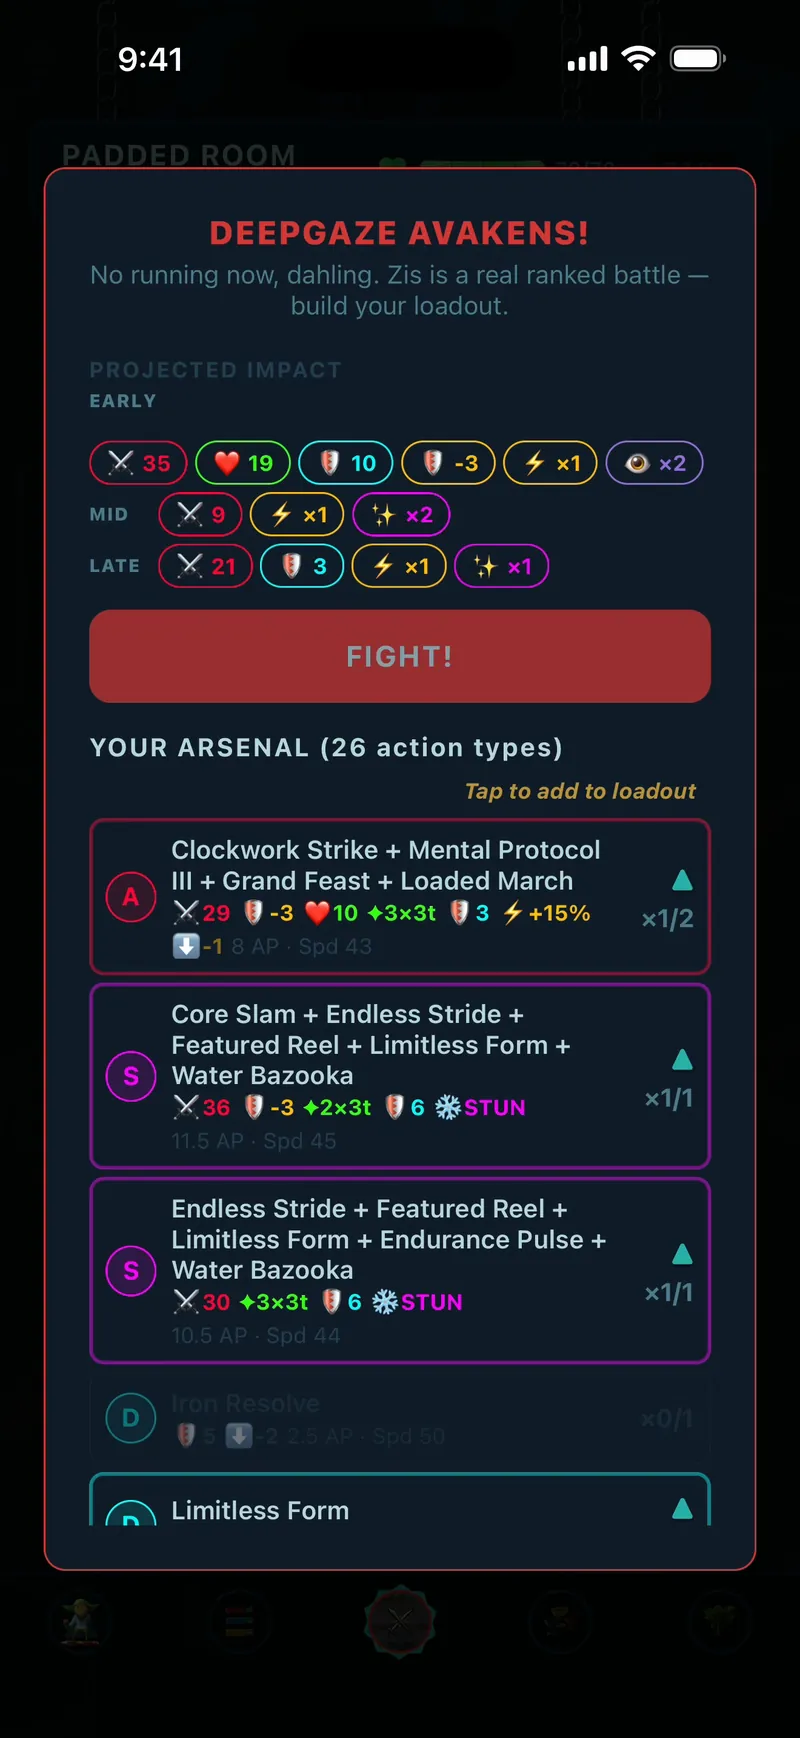 9:41
PADDED ROOM
DEEPGAZE AVAKENS!
No running now, dahling. Zis is a real ranked battle —
build your loadout.
PROJECTED IMPACT
EARLY
35 19 10 -3 ×1 ×2
MID 9 ×1 ×2
LATE 21 3 ×1 ×1
FIGHT!
YOUR ARSENAL (26 action types)
Tap to add to loadout
A
Clockwork Strike + Mental Protocol
III + Grand Feast + Loaded March
29 -3 10 ✦3×3t 3 +15%
-1 8 AP · Spd 43
×1/2
S
Core Slam + Endless Stride +
Featured Reel + Limitless Form +
Water Bazooka
36 -3 ✦2×3t 6 STUN
11.5 AP · Spd 45
×1/1
S
Endless Stride + Featured Reel +
Limitless Form + Endurance Pulse +
Water Bazooka
30 ✦3×3t 6 STUN
10.5 AP · Spd 44
×1/1
D
Iron Resolve
5 -2 2.5 AP · Spd 50
×0/1
D
Limitless Form